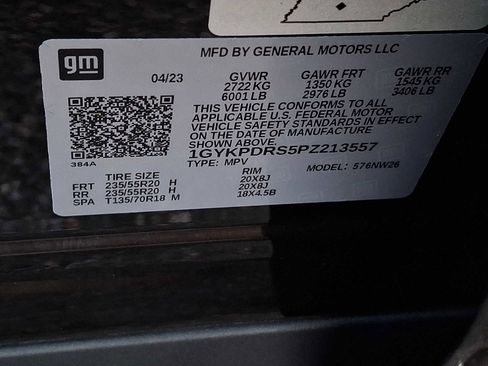 gm
MFD BY GENERAL MOTORS LLC
04/23 GVWR GAWR FRT GAWR RR
2722 KG 1350 KG 1545 KG
6001 LB 2976 LB 3406 LB
THIS VEHICLE CONFORMS TO ALL
APPLICABLE U.S. FEDERAL MOTOR
VEHICLE SAFETY STANDARDS IN EFFECT
ON THE DATE OF MANUFACTURE
SHOWN ABOVE.
1GYKPDRS5PZ213557
384A TYPE: MPV MODEL: 576NW26
TIRE SIZE RIM
FRT 235/55R20 H 20X8J
RR 235/55R20 H 20X8J
SPA T135/70R18 M 18X4.5B